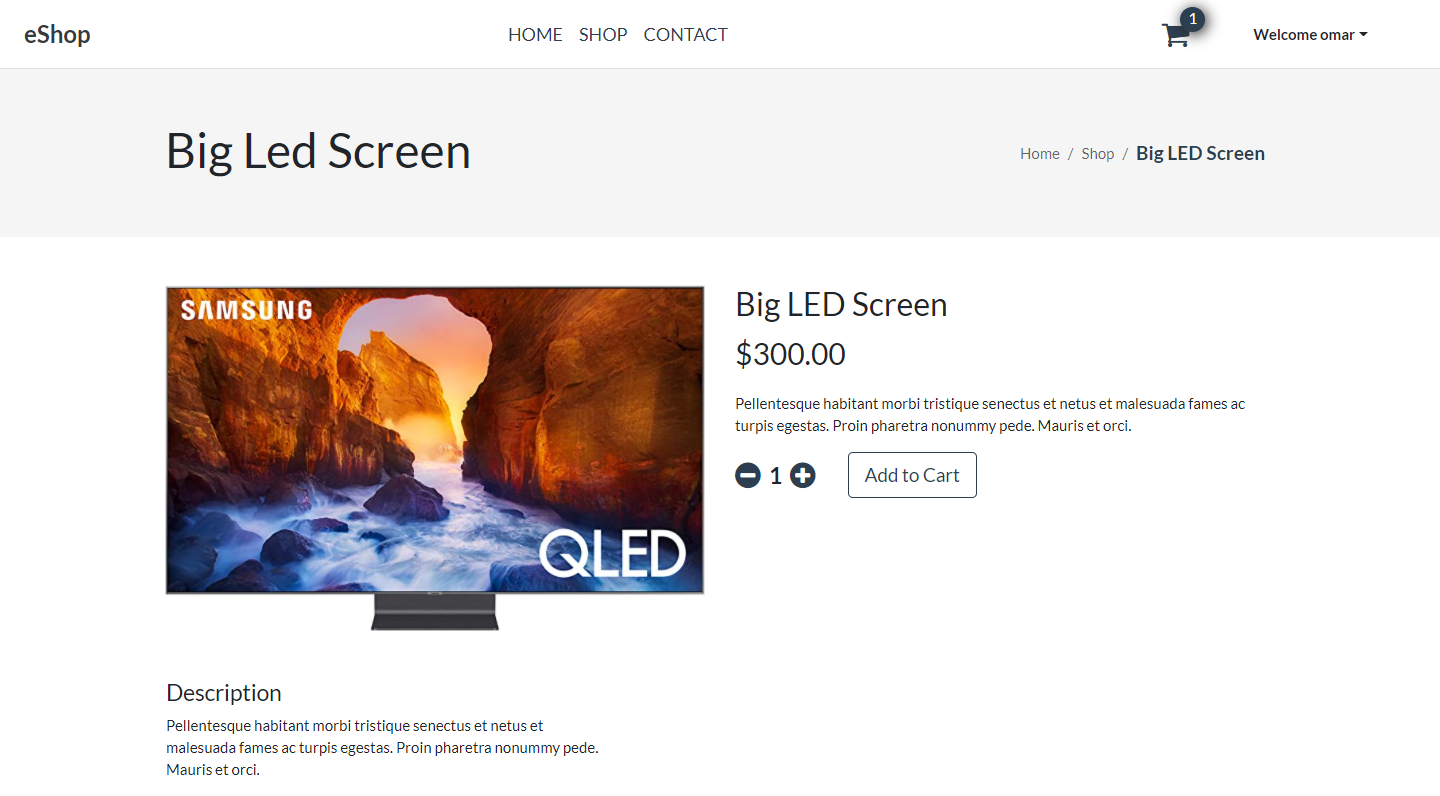 eShop
HOME SHOP CONTACT
1
Welcome omar
Big Led Screen
Home / Shop / Big LED Screen
SAMSUNG
QLED
Big LED Screen
$300.00
Pellentesque habitant morbi tristique senectus et netus et malesuada fames ac
turpis egestas. Proin pharetra nonummy pede. Mauris et orci.
1
Add to Cart
Description
Pellentesque habitant morbi tristique senectus et netus et
malesuada fames ac turpis egestas. Proin pharetra nonummy pede.
Mauris et orci.